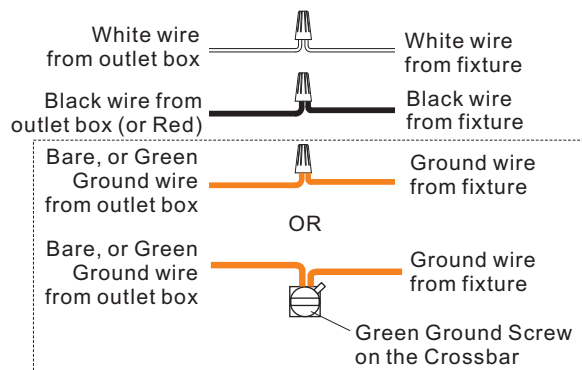 White wire
from outlet box
White wire
from fixture
Black wire from
outlet box (or Red)
Black wire
from fixture
Bare, or Green
Ground wire
from outlet box
Ground wire
from fixture
OR
Bare, or Green
Ground wire
from outlet box
Ground wire
from fixture
Green Ground Screw
on the Crossbar